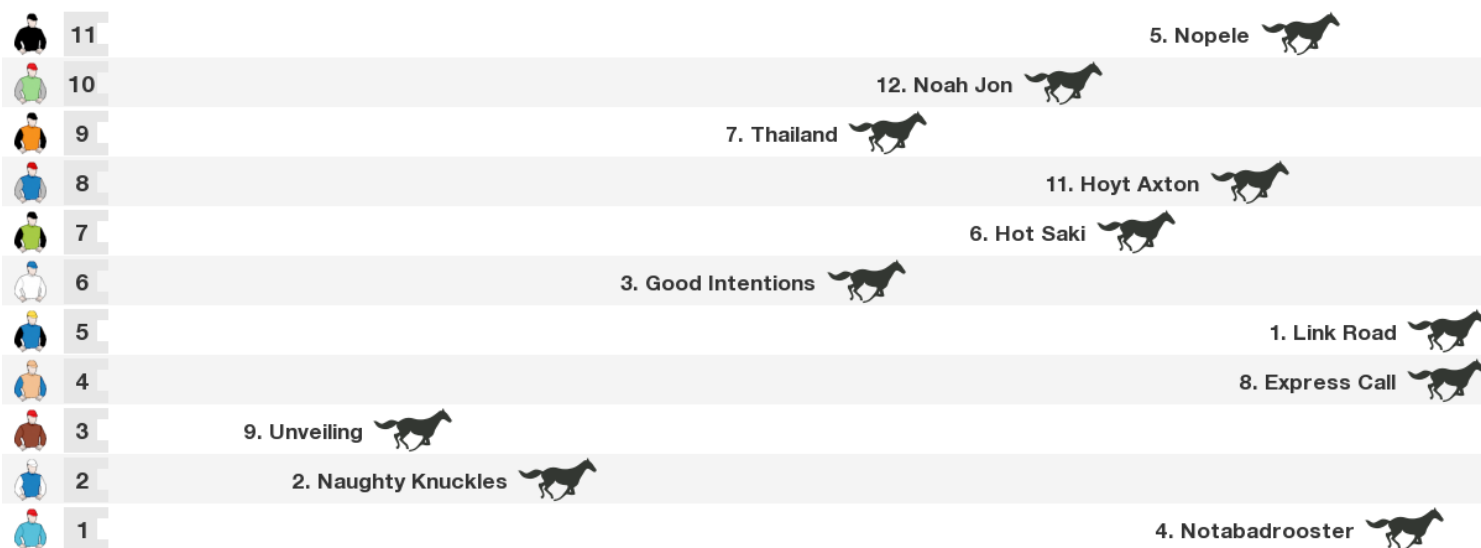 11 5. Nopele
10 12. Noah Jon
9 7. Thailand
8 11. Hoyt Axton
7 6. Hot Saki
6 3. Good Intentions
5 1. Link Road
4 8. Express Call
3 9. Unveiling
2 2. Naughty Knuckles
1 4. Notabadrooster